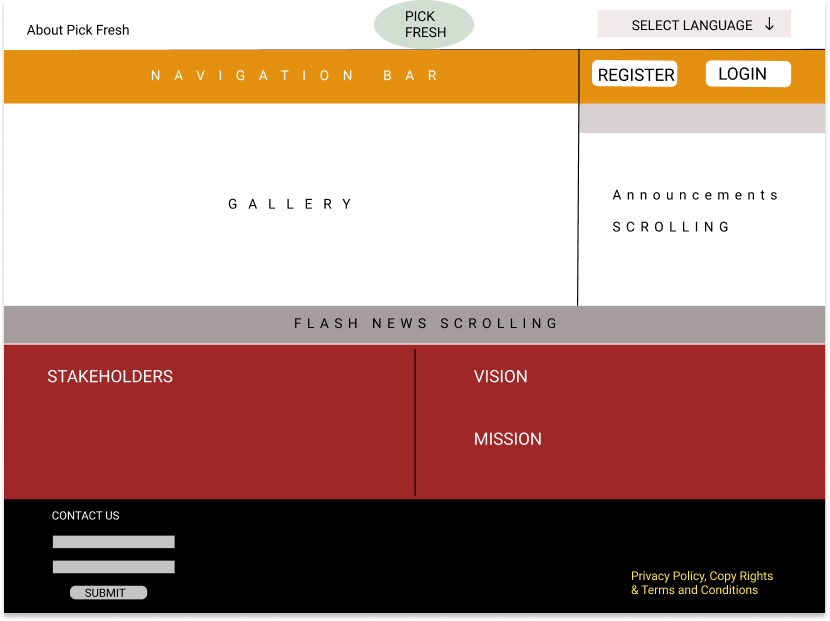 About Pick Fresh
PICK
FRESH
SELECT LANGUAGE
NAVIGATION BAR
REGISTER
LOGIN
GALLERY
Announcements
SCROLLING
FLASH NEWS SCROLLING
STAKEHOLDERS
VISION
MISSION
CONTACT US
SUBMIT
Privacy Policy, Copy Rights
& Terms and Conditions